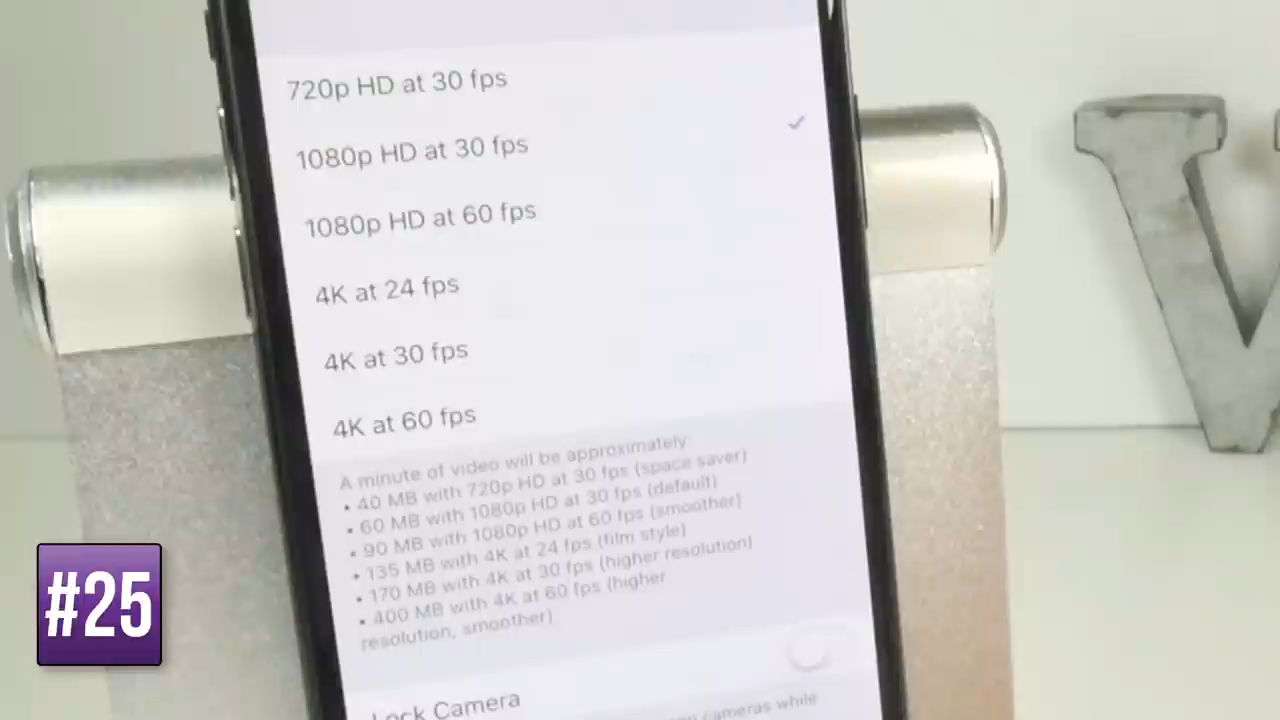 720p HD at 30 fps
1080p HD at 30 fps
1080p HD at 60 fps
4K at 24 fps
4K at 30 fps
4K at 60 fps
A minute of video will be approximately
• 40 MB with 720p HD at 30 fps (space saver)
• 60 MB with 1080p HD at 30 fps (default)
• 90 MB with 1080p HD at 60 fps (smoother)
• 135 MB with 4K at 24 fps (film style)
• 170 MB with 4K at 30 fps (higher resolution)
• 400 MB with 4K at 60 fps (higher
resolution, smoother)
Lock Camera
cameras while
#25
V